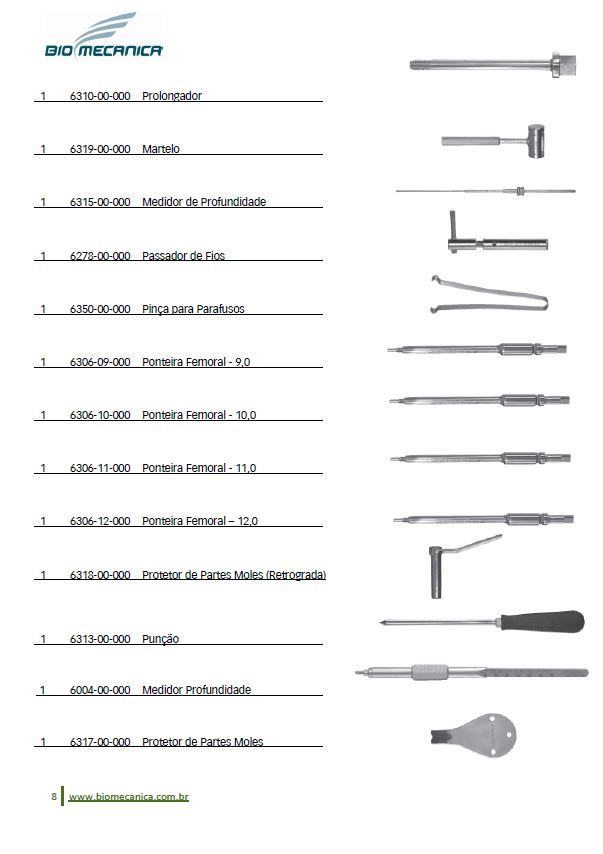 BIO MECANICA
1 6310-00-000 Prolongador
1 6319-00-000 Martelo
1 6315-00-000 Medidor de Profundidade
1 6278-00-000 Passador de Fios
1 6350-00-000 Pinça para Parafusos
1 6306-09-000 Ponteira Femoral - 9,0
1 6306-10-000 Ponteira Femoral - 10,0
1 6306-11-000 Ponteira Femoral - 11,0
1 6306-12-000 Ponteira Femoral – 12,0
1 6318-00-000 Protetor de Partes Moles (Retrograda)
1 6313-00-000 Punção
1 6004-00-000 Medidor Profundidade
1 6317-00-000 Protetor de Partes Moles
8 www.biomecanica.com.br